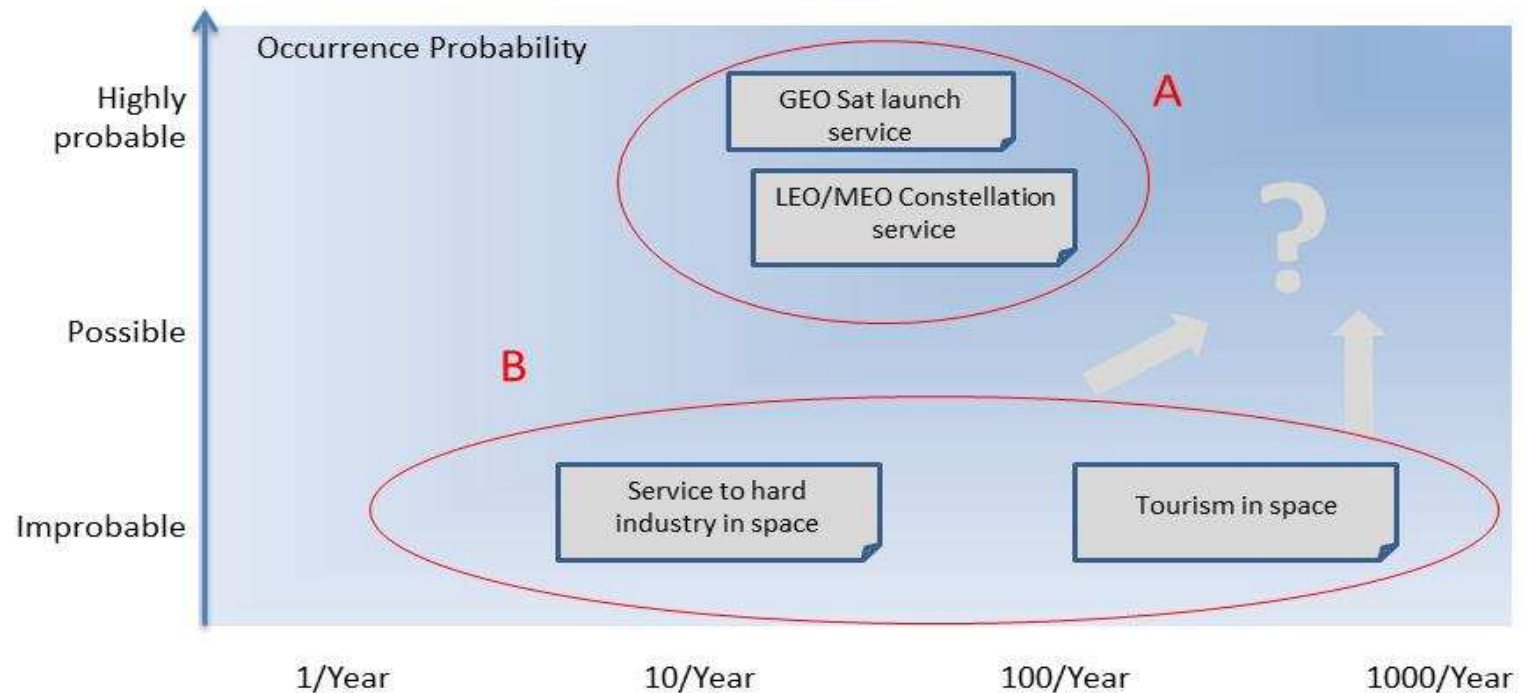 Occurrence Probability
Highly
probable
GEO Sat launch
service
A
LEO/MEO Constellation
service
?
Possible
B
Improbable
Service to hard
industry in space
Tourism in space
1/Year
10/Year
100/Year
1000/Year